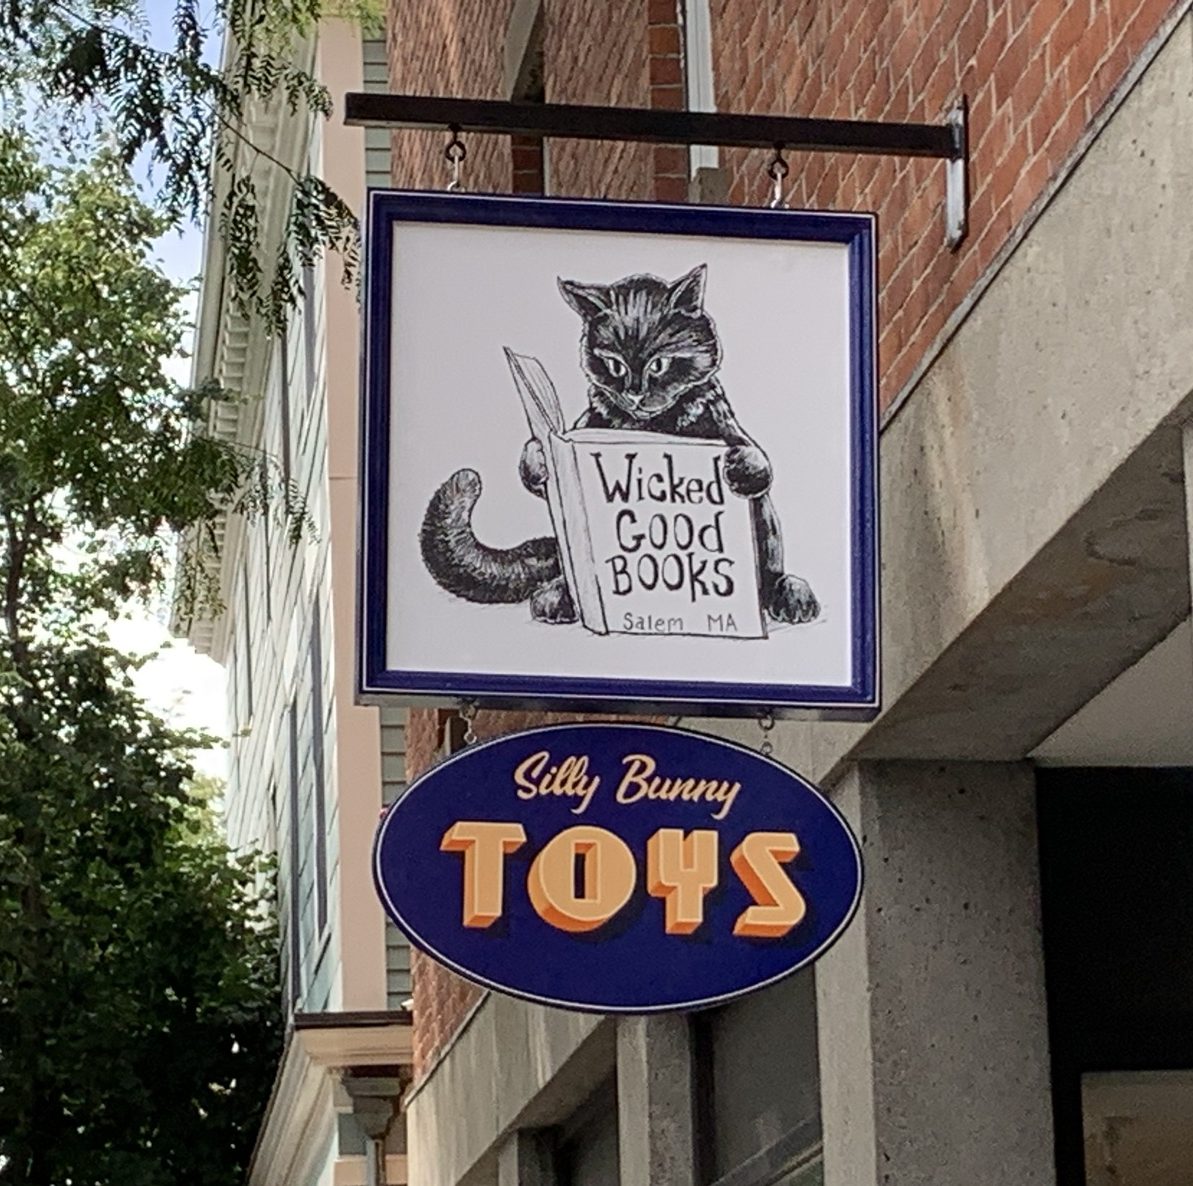 Wicked
Good
BOOKS
Salem MA
Silly Bunny
TOYS